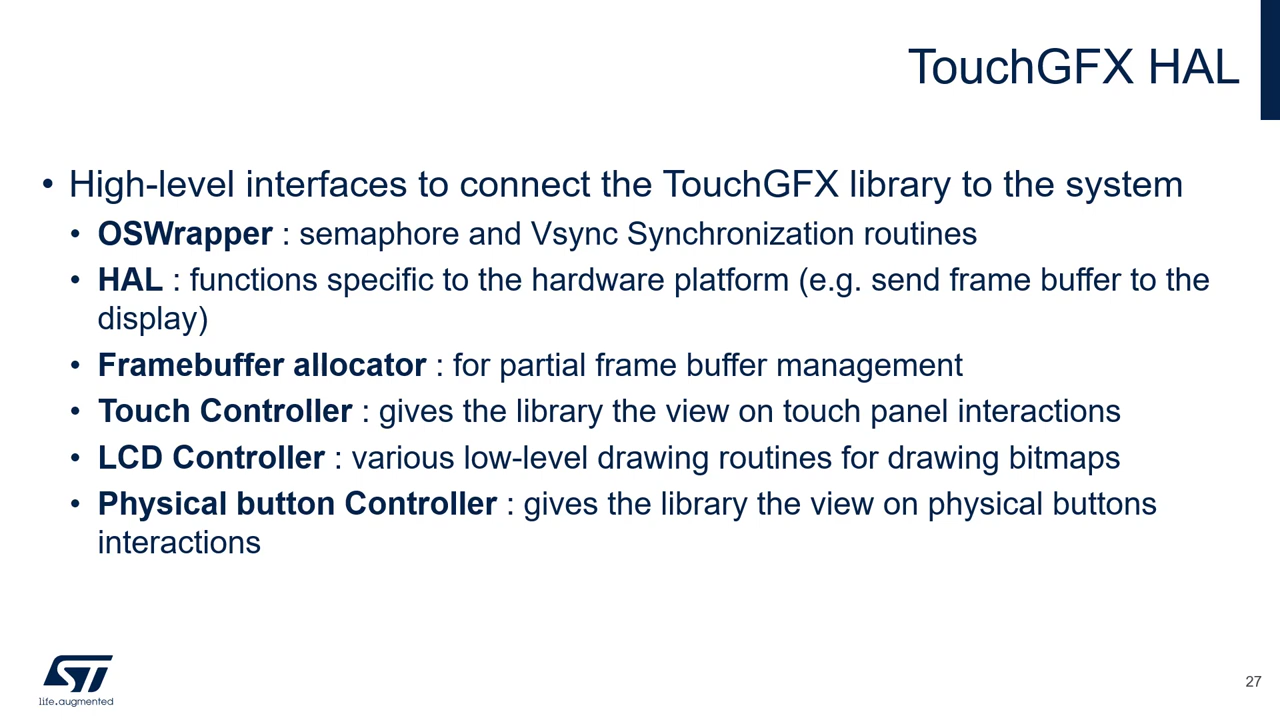 TouchGFX HAL
• High-level interfaces to connect the TouchGFX library to the system
• OSWrapper : semaphore and Vsync Synchronization routines
• HAL : functions specific to the hardware platform (e.g. send frame buffer to the
display)
• Framebuffer allocator : for partial frame buffer management
• Touch Controller : gives the library the view on touch panel interactions
• LCD Controller : various low-level drawing routines for drawing bitmaps
• Physical button Controller : gives the library the view on physical buttons
interactions
ST
life.augmented
27